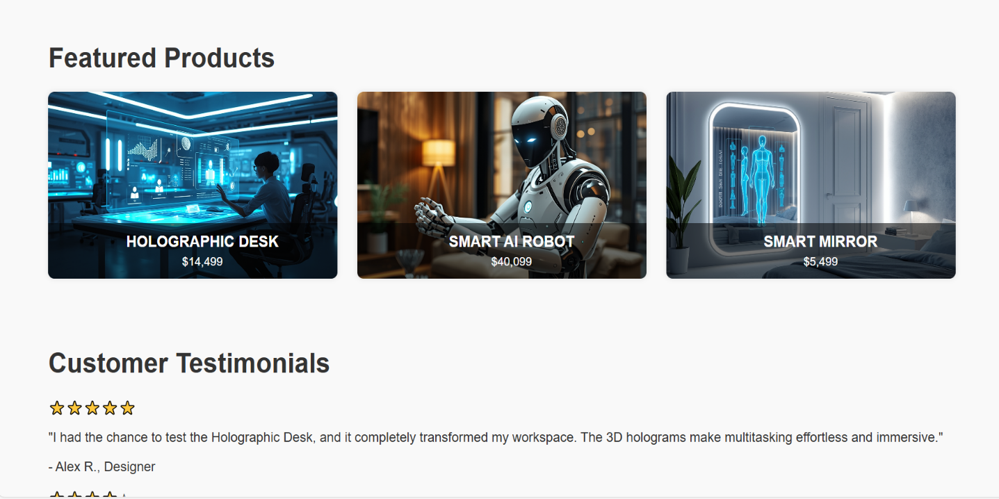 Featured Products
HOLOGRAPHIC DESK
$14,499
SMART AI ROBOT
$40,099
SMART MIRROR
$5,499
Customer Testimonials
"I had the chance to test the Holographic Desk, and it completely transformed my workspace. The 3D holograms make multitasking effortless and immersive."
- Alex R., Designer